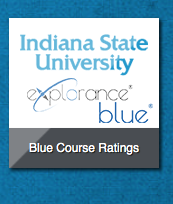 Indiana State
University
explorance®
blue®
Blue Course Ratings